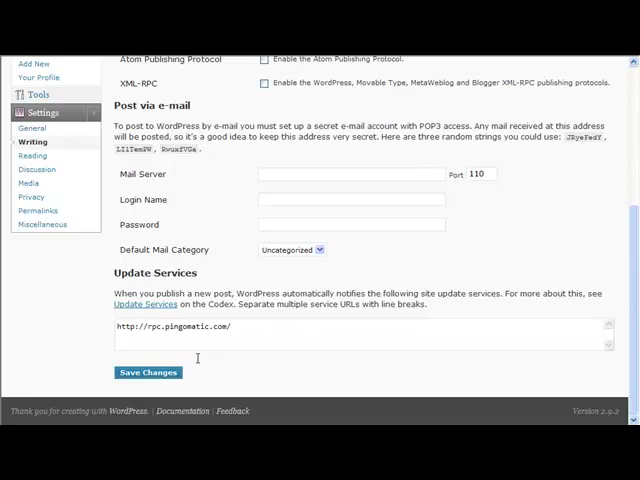 Add New
Your Profile
Tools
Settings
General
Writing
Reading
Discussion
Media
Privacy
Permalinks
Miscellaneous
Atom Publishing Protocol Enable the Atom Publishing Protocol.
XML-RPC Enable the WordPress, Movable Type, MetaWeblog and Blogger XML-RPC publishing protocols.
Post via e-mail
To post to WordPress by e-mail you must set up a secret e-mail account with POP3 access. Any mail received at this address
will be posted, so it's a good idea to keep this address very secret. Here are three random strings you could use: JRyeFedY,
LIlTemPW, RwuxfVGa.
Mail Server Port 110
Login Name
Password
Default Mail Category Uncategorized
Update Services
When you publish a new post, WordPress automatically notifies the following site update services. For more about this, see
Update Services on the Codex. Separate multiple service URLs with line breaks.
http://rpc.pingomatic.com/
Save Changes
Thank you for creating with WordPress. | Documentation | Feedback Version 2.9.2